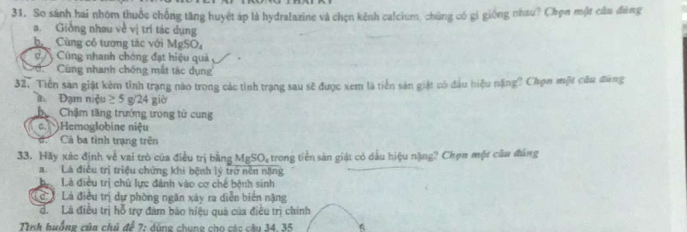 31. So sánh hai nhóm thuốc chống tăng huyết áp là hydralazine và chẹn kênh calcium, chúng có gì giống nhau? Chọn một câu đúng
a. Giống nhau về vị trí tác dụng
b. Cùng có tương tác với MgSO₄
c. Cùng nhanh chóng đạt hiệu quả
d. Cùng nhanh chóng mất tác dụng
32. Tiền sản giật kèm tình trạng nào trong các tình trạng sau sẽ được xem là tiền sản giật có dấu hiệu nặng? Chọn một câu đúng
a. Đạm niệu ≥ 5 g/24 giờ
b. Chậm tăng trưởng trong tử cung
c. Hemoglobine niệu
d. Cả ba tình trạng trên
33. Hãy xác định về vai trò của điều trị bằng MgSO₄ trong tiền sản giật có dấu hiệu nặng? Chọn một câu đúng
a. Là điều trị triệu chứng khi bệnh lý trở nên nặng
b. Là điều trị chủ lực đánh vào cơ chế bệnh sinh
c. Là điều trị dự phòng ngăn xảy ra diễn biến nặng
d. Là điều trị hỗ trợ đảm bảo hiệu quả của điều trị chính
Tình huống của chủ đề 7: dùng chung cho các câu 34, 35